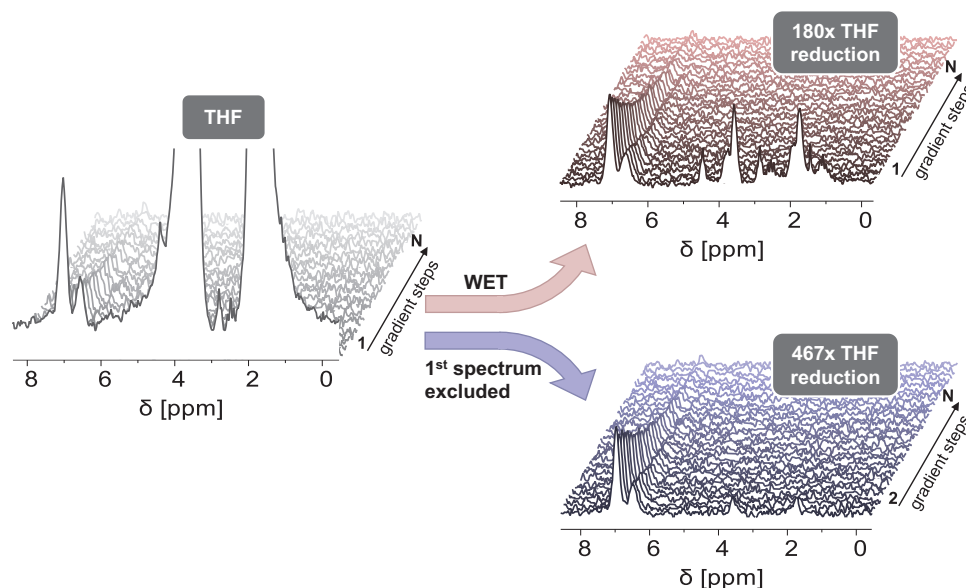 THF
N
gradient steps
1
8 6 4 2 0
δ [ppm]
WET
1st spectrum
excluded
180x THF
reduction
N
gradient steps
1
8 6 4 2 0
δ [ppm]
467x THF
reduction
N
gradient steps
2
8 6 4 2 0
δ [ppm]